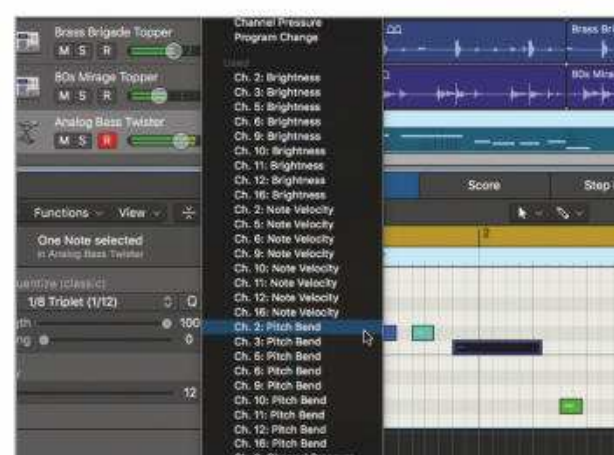 Brass Brigade Topper
M S R
80s Mirage Topper
M S R
Analog Bass Twister
M S R
Functions
View
One Note selected
in Analog Bass Twister
uantize (classic)
1/8 Triplet (1/12)
Q
100
0
12
Channel Pressure
Program Change
Used
Ch. 2: Brightness
Ch. 3: Brightness
Ch. 5: Brightness
Ch. 6: Brightness
Ch. 9: Brightness
Ch. 10: Brightness
Ch. 11: Brightness
Ch. 12: Brightness
Ch. 16: Brightness
Ch. 2: Note Velocity
Ch. 5: Note Velocity
Ch. 6: Note Velocity
Ch. 9: Note Velocity
Ch. 10: Note Velocity
Ch. 11: Note Velocity
Ch. 12: Note Velocity
Ch. 16: Note Velocity
Ch. 2: Pitch Bend
Ch. 3: Pitch Bend
Ch. 5: Pitch Bend
Ch. 6: Pitch Bend
Ch. 9: Pitch Bend
Ch. 10: Pitch Bend
Ch. 11: Pitch Bend
Ch. 12: Pitch Bend
Ch. 16: Pitch Bend
Brass Bri
80s Mira
Score
Step
2